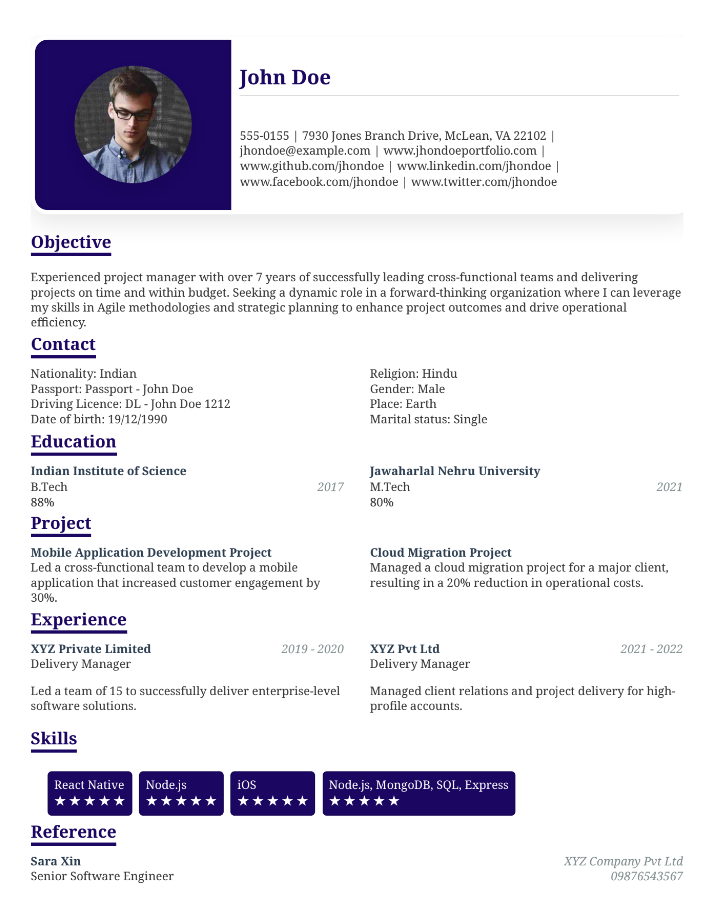 John Doe
555-0155 | 7930 Jones Branch Drive, McLean, VA 22102 |
jhondoe@example.com | www.jhondoeportfolio.com |
www.github.com/jhondoe | www.linkedin.com/jhondoe |
www.facebook.com/jhondoe | www.twitter.com/jhondoe
Objective
Experienced project manager with over 7 years of successfully leading cross-functional teams and delivering
projects on time and within budget. Seeking a dynamic role in a forward-thinking organization where I can leverage
my skills in Agile methodologies and strategic planning to enhance project outcomes and drive operational
efficiency.
Contact
Nationality: Indian
Passport: Passport - John Doe
Driving Licence: DL - John Doe 1212
Date of birth: 19/12/1990
Religion: Hindu
Gender: Male
Place: Earth
Marital status: Single
Education
Indian Institute of Science
B.Tech 2017
88%
Jawaharlal Nehru University
M.Tech 2021
80%
Project
Mobile Application Development Project
Led a cross-functional team to develop a mobile
application that increased customer engagement by
30%.
Cloud Migration Project
Managed a cloud migration project for a major client,
resulting in a 20% reduction in operational costs.
Experience
XYZ Private Limited 2019 - 2020
Delivery Manager
Led a team of 15 to successfully deliver enterprise-level
software solutions.
XYZ Pvt Ltd 2021 - 2022
Delivery Manager
Managed client relations and project delivery for high-
profile accounts.
Skills
React Native
★★★★★
Node.js
★★★★★
iOS
★★★★★
Node.js, MongoDB, SQL, Express
★★★★★
Reference
Sara Xin
Senior Software Engineer
XYZ Company Pvt Ltd
09876543567